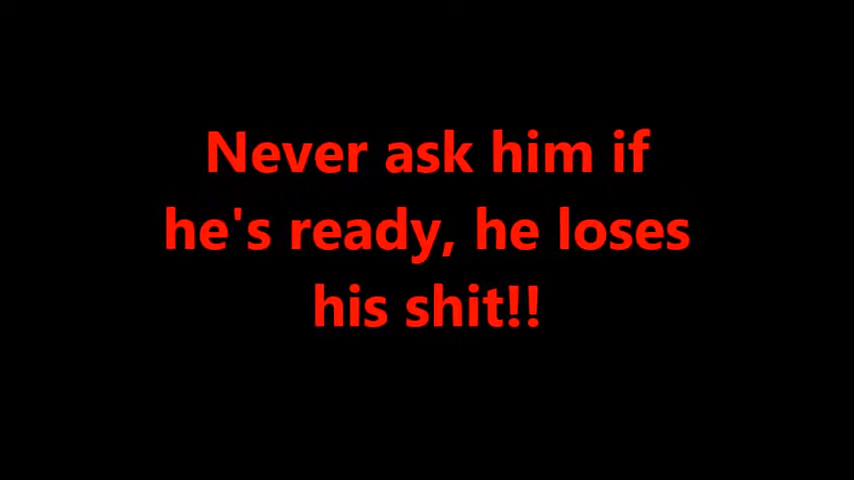 Never ask him if
he's ready, he loses
his shit!!